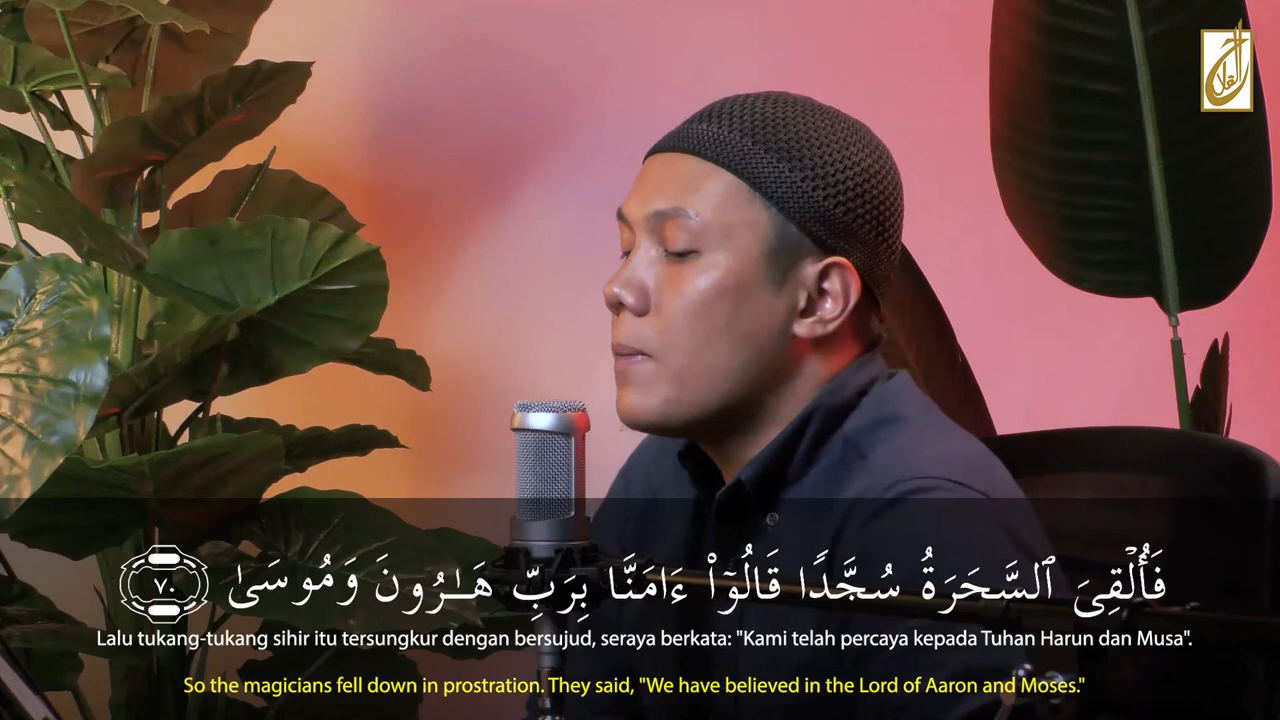 فَأُلْقِىَ ٱلسَّحَرَةُ سُجَّدًا قَالُوٓا۟ ءَامَنَّا بِرَبِّ هَـٰرُونَ وَمُوسَىٰ ٧٠
Lalu tukang-tukang sihir itu tersungkur dengan bersujud, seraya berkata: "Kami telah percaya kepada Tuhan Harun dan Musa".
So the magicians fell down in prostration. They said, "We have believed in the Lord of Aaron and Moses."